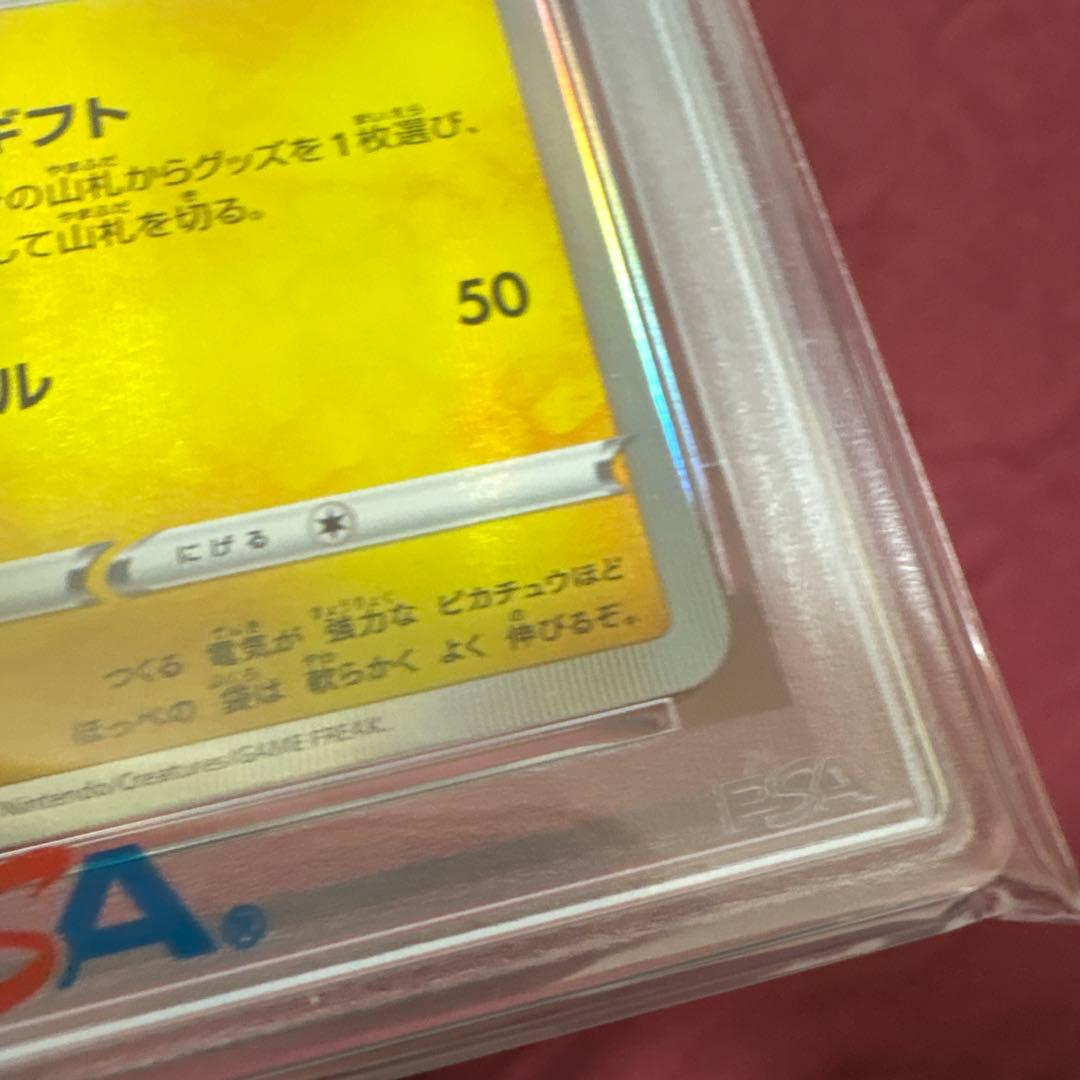 ギフト
の山札からグッズを1枚選び、
して山札を切る。
50
ル
にげる
つくる 電気が 強力な ピカチュウほど
ほっぺの 袋は 軟らかく よく 伸びるぞ。
Nintendo/Creatures/GAME FREAK.
PSA
SA®